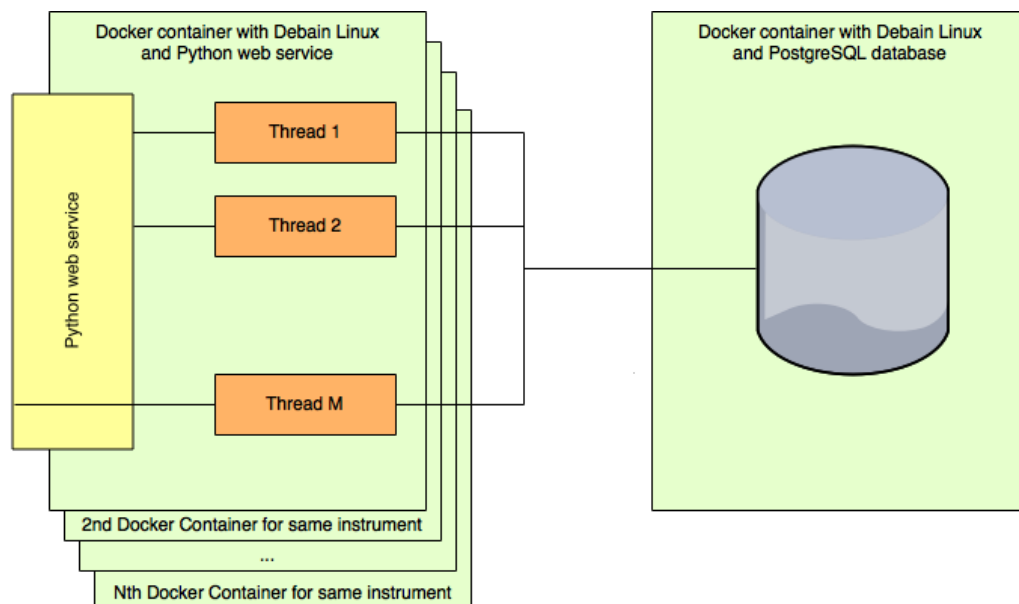 Docker container with Debain Linux
and Python web service
Python web service
Thread 1
Thread 2
Thread M
2nd Docker Container for same instrument
...
Nth Docker Container for same instrument
Docker container with Debain Linux
and PostgreSQL database